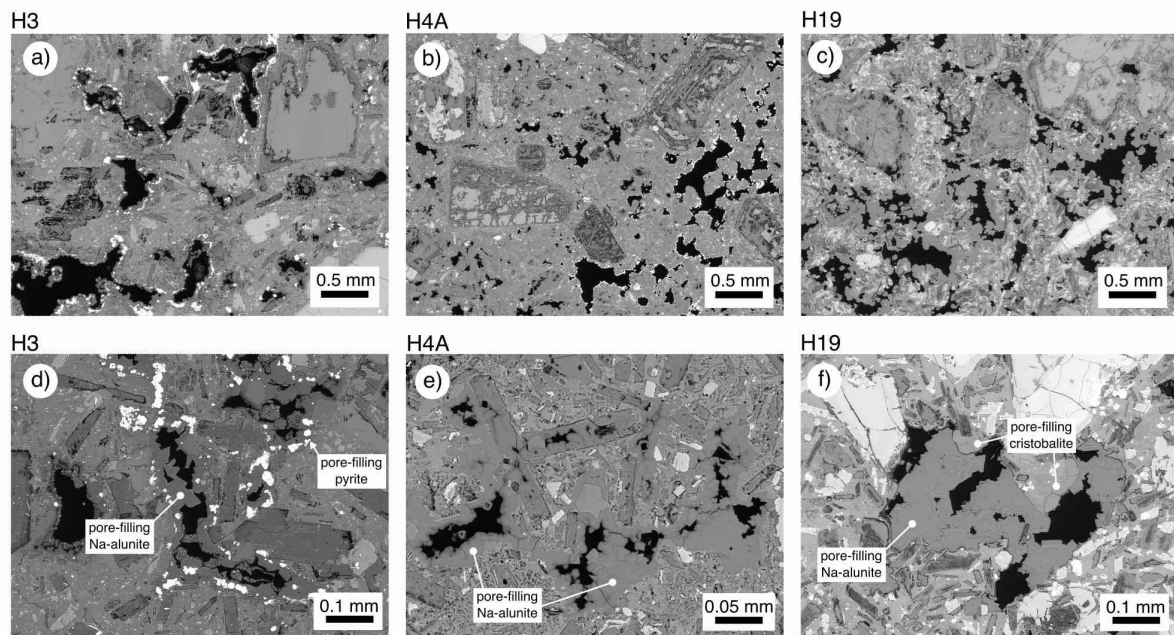 H3
H4A
H19
a)
b)
c)
0.5 mm
0.5 mm
0.5 mm
H3
H4A
H19
d)
e)
f)
pore-filling
cristobalite
pore-filling
pyrite
pore-filling
Na-alunite
pore-filling
Na-alunite
pore-filling
Na-alunite
0.1 mm
0.05 mm
0.1 mm